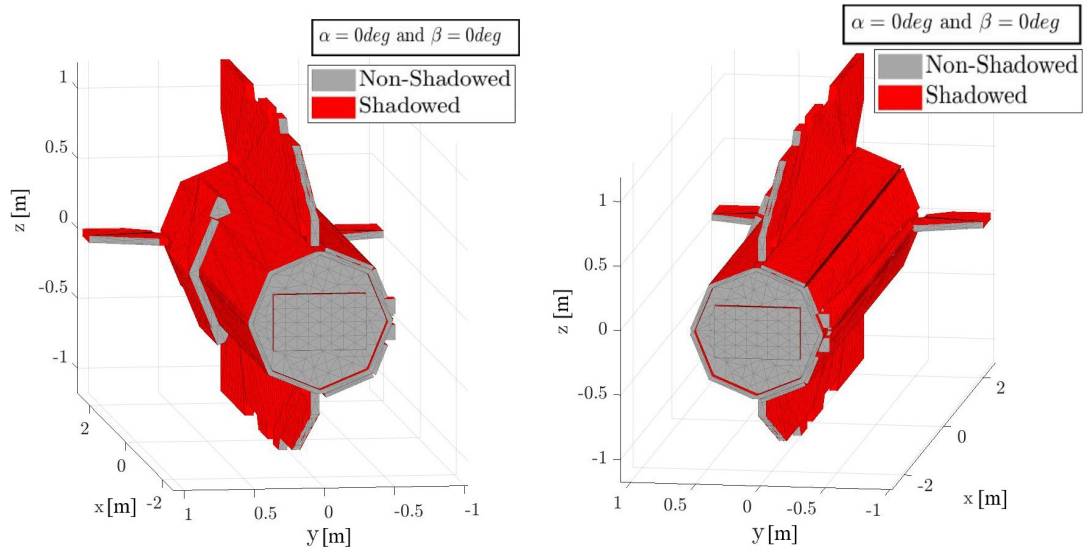 α = 0deg and β = 0deg
Non-Shadowed
Shadowed
1
0.5
0
-0.5
-1
z [m]
2
0
-2
x [m]
1
0.5
0
-0.5
-1
y [m]
α = 0deg and β = 0deg
Non-Shadowed
Shadowed
1
0.5
0
-0.5
-1
z [m]
1
0.5
0
-0.5
-1
y [m]
2
0
-2
x [m]